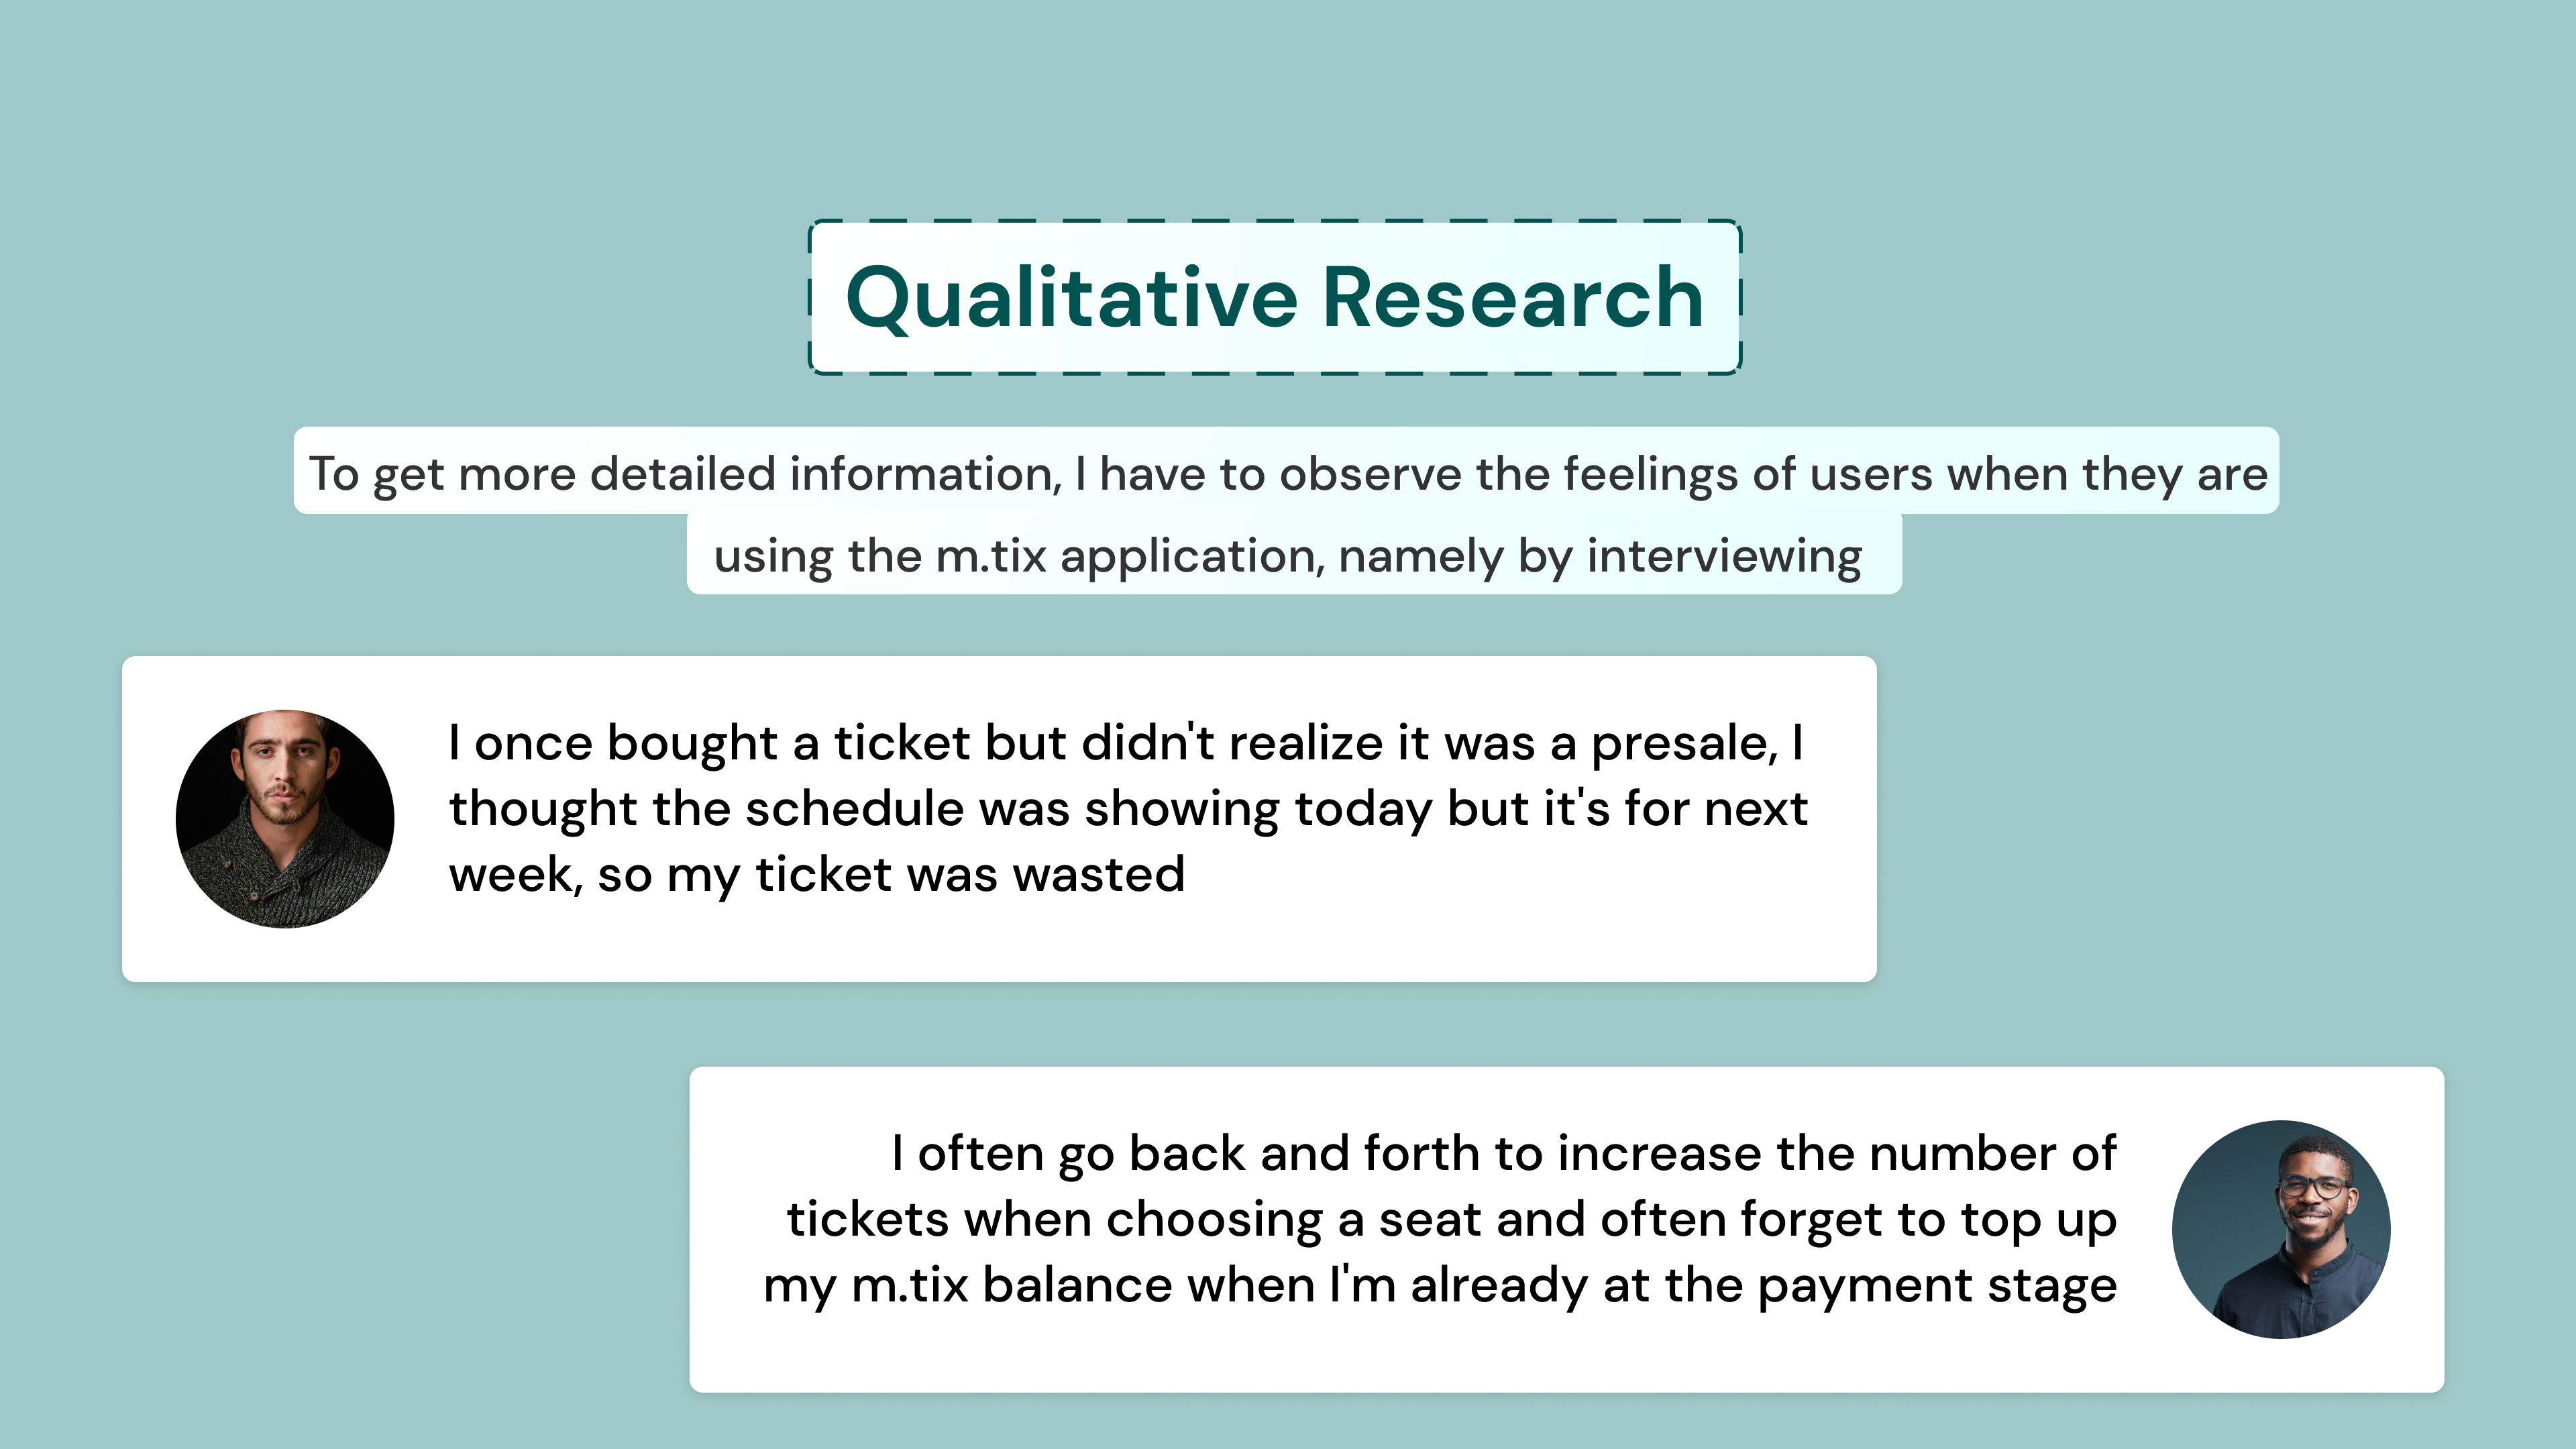 Qualitative Research
To get more detailed information, I have to observe the feelings of users when they are
using the m.tix application, namely by interviewing
I once bought a ticket but didn't realize it was a presale, I
thought the schedule was showing today but it's for next
week, so my ticket was wasted
I often go back and forth to increase the number of
tickets when choosing a seat and often forget to top up
my m.tix balance when I'm already at the payment stage